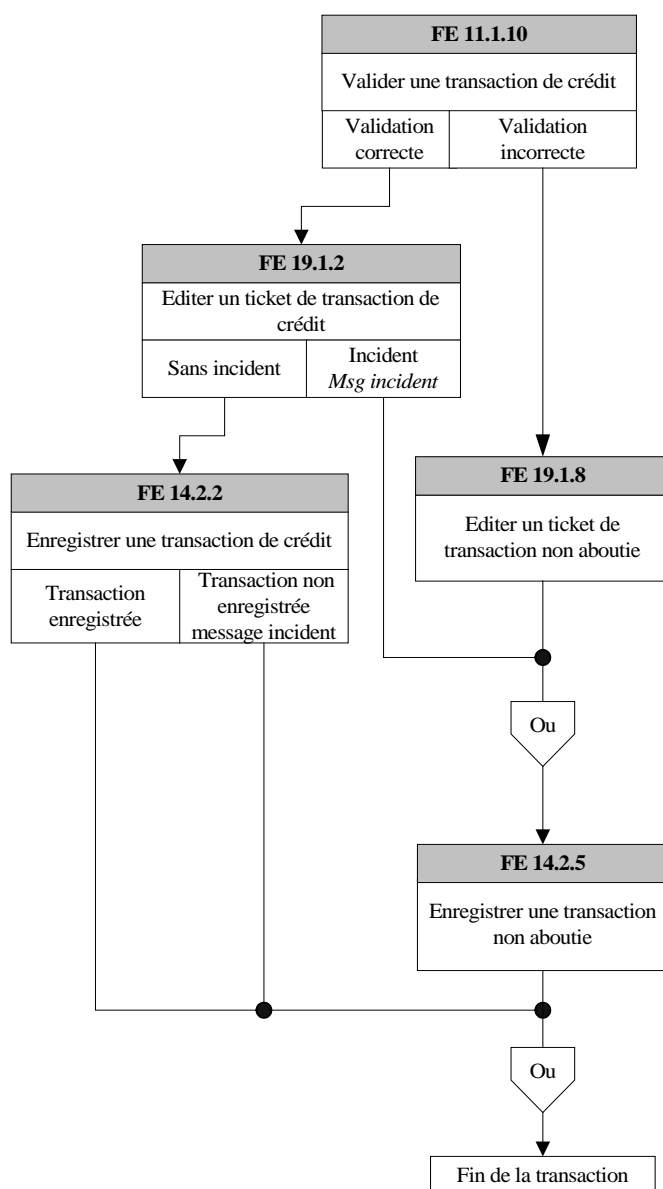 FE 11.1.10
Valider une transaction de crédit
Validation
correcte
Validation
incorrecte
FE 19.1.2
Editer un ticket de transaction de
crédit
Sans incident
Incident
Msg incident
FE 14.2.2
Enregistrer une transaction de crédit
Transaction
enregistrée
Transaction non
enregistrée
message incident
FE 19.1.8
Editer un ticket de
transaction non aboutie
Ou
FE 14.2.5
Enregistrer une transaction
non aboutie
Ou
Fin de la transaction